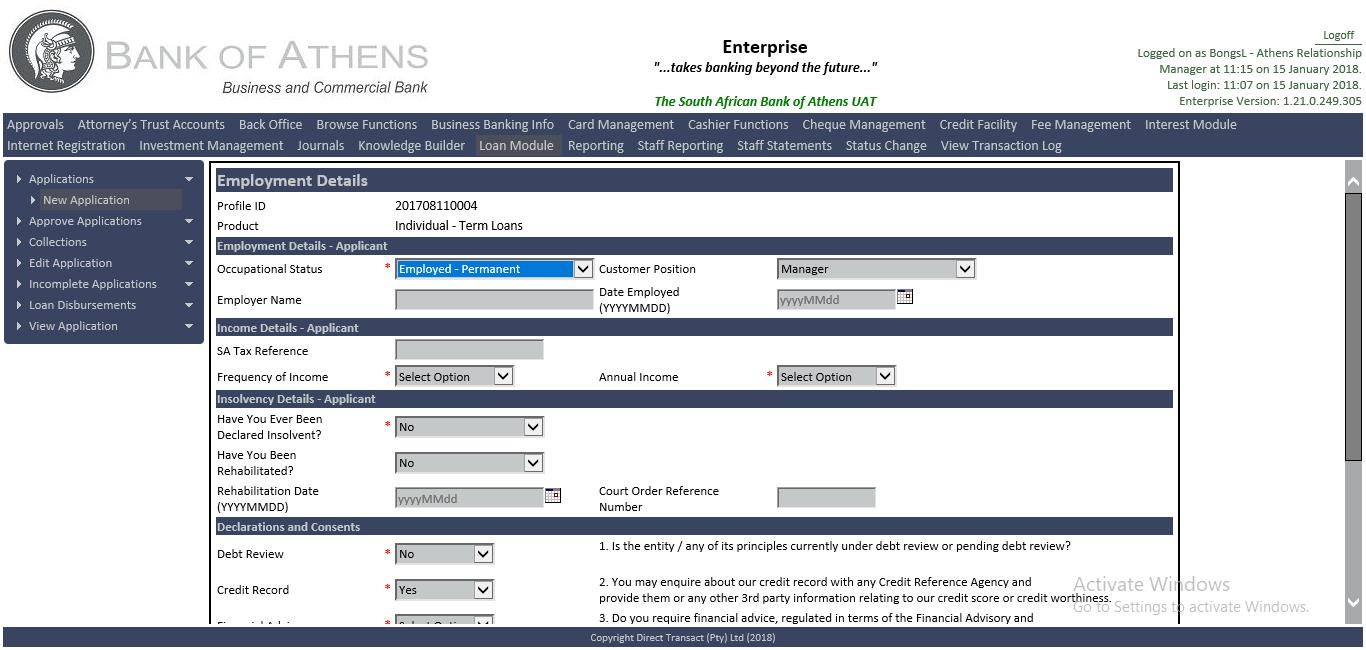 BANK OF ATHENS
Business and Commercial Bank
Enterprise
"...takes banking beyond the future..."
The South African Bank of Athens UAT
Logoff
Logged on as BongsL - Athens Relationship
Manager at 11:15 on 15 January 2018.
Last login: 11:07 on 15 January 2018.
Enterprise Version: 1.21.0.249.305
Approvals Attorney's Trust Accounts Back Office Browse Functions Business Banking Info Card Management Cashier Functions Cheque Management Credit Facility Fee Management Interest Module
Internet Registration Investment Management Journals Knowledge Builder Loan Module Reporting Staff Reporting Staff Statements Status Change View Transaction Log
Applications
New Application
Approve Applications
Collections
Edit Application
Incomplete Applications
Loan Disbursements
View Application
Employment Details
Profile ID 201708110004
Product Individual - Term Loans
Employment Details - Applicant
Occupational Status * Employed - Permanent Customer Position Manager
Employer Name Date Employed
(YYYYMMDD) yyyyMMdd
Income Details - Applicant
SA Tax Reference
Frequency of Income * Select Option Annual Income * Select Option
Insolvency Details - Applicant
Have You Ever Been
Declared Insolvent? * No
Have You Been
Rehabilitated? No
Rehabilitation Date
(YYYYMMDD) yyyyMMdd Court Order Reference
Number
Declarations and Consents
Debt Review * No 1. Is the entity / any of its principles currently under debt review or pending debt review?
Credit Record * Yes 2. You may enquire about our credit record with any Credit Reference Agency and
provide them or any other 3rd party information relating to our credit score or credit worthiness.
3. Do you require financial advice, regulated in terms of the Financial Advisory and
Activate Windows
Go to Settings to activate Windows.
Copyright Direct Transact (Pty) Ltd (2018)